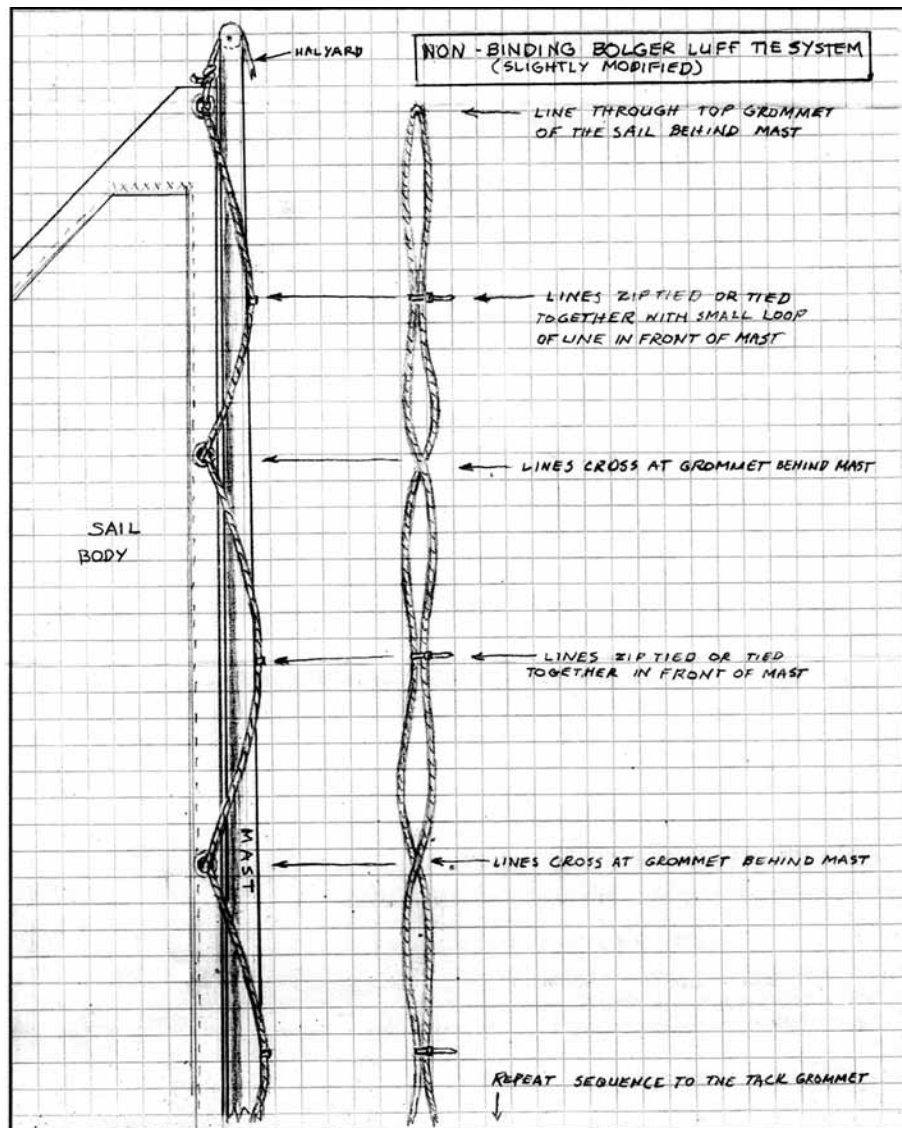 HALYARD
NON-BINDING BOLGER LUFF TIE SYSTEM
(SLIGHTLY MODIFIED)
LINE THROUGH TOP GROMMET
OF THE SAIL BEHIND MAST
LINES ZIP TIED OR TIED
TOGETHER WITH SMALL LOOP
OF LINE IN FRONT OF MAST
LINES CROSS AT GROMMET BEHIND MAST
SAIL
BODY
LINES ZIP TIED OR TIED
TOGETHER IN FRONT OF MAST
MAST
LINES CROSS AT GROMMET BEHIND MAST
REPEAT SEQUENCE TO THE TACK GROMMET